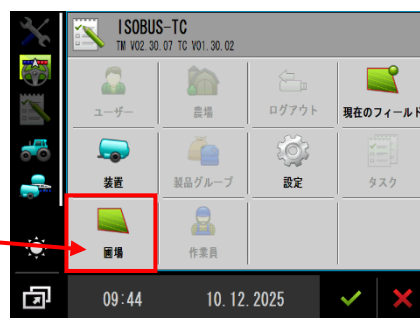 ISOBUS-TC
TM V02.30.07 TC V01.30.02
ユーザー
農場
ログアウト
現在のフィールド
装置
製品グループ
設定
タスク
圃場
作業員
09:44
10.12.2025